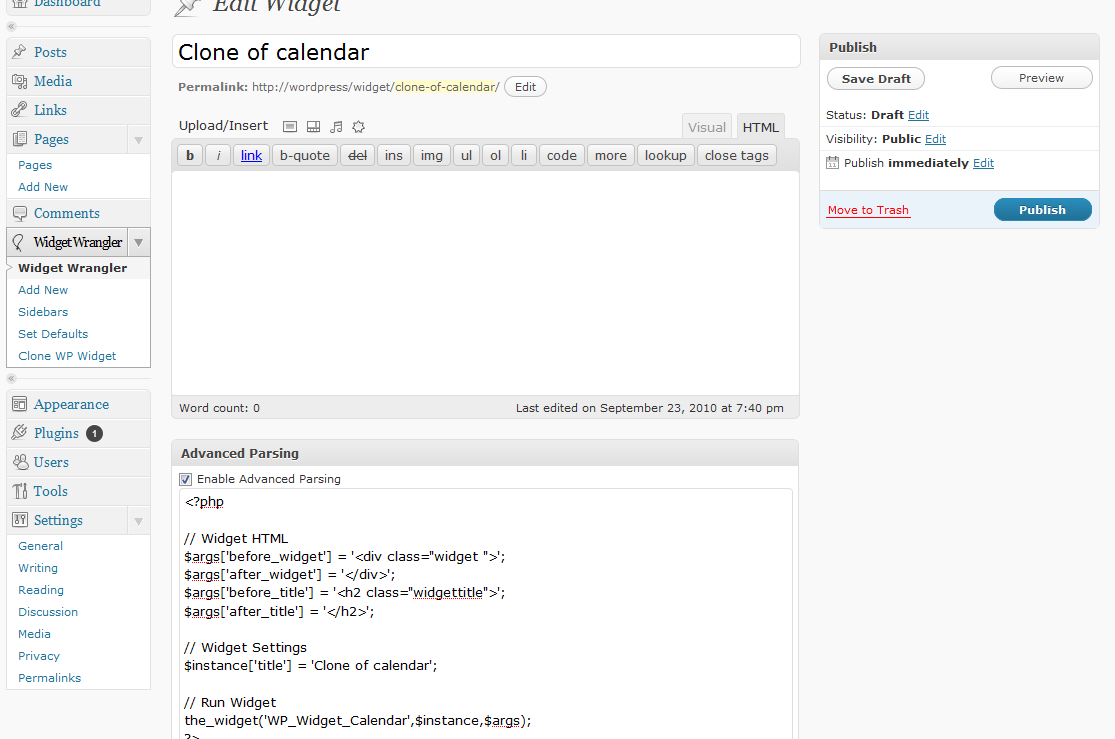 Dashboard
Posts
Media
Links
Pages
Pages
Add New
Comments
Widget Wrangler
Widget Wrangler
Add New
Sidebars
Set Defaults
Clone WP Widget
Appearance
Plugins 1
Users
Tools
Settings
General
Writing
Reading
Discussion
Media
Privacy
Permalinks
Edit Widget
Clone of calendar
Permalink: http://wordpress/widget/clone-of-calendar/ Edit
Upload/Insert Visual HTML
b i link b-quote del ins img ul ol li code more lookup close tags
Word count: 0 Last edited on September 23, 2010 at 7:40 pm
Advanced Parsing
Enable Advanced Parsing
<?php
// Widget HTML
$args['before_widget'] = '<div class="widget ">';
$args['after_widget'] = '</div>';
$args['before_title'] = '<h2 class="widgettitle">';
$args['after_title'] = '</h2>';
// Widget Settings
$instance['title'] = 'Clone of calendar';
// Run Widget
the_widget('WP_Widget_Calendar',$instance,$args);
?>
Publish
Save Draft Preview
Status: Draft Edit
Visibility: Public Edit
Publish immediately Edit
Move to Trash Publish